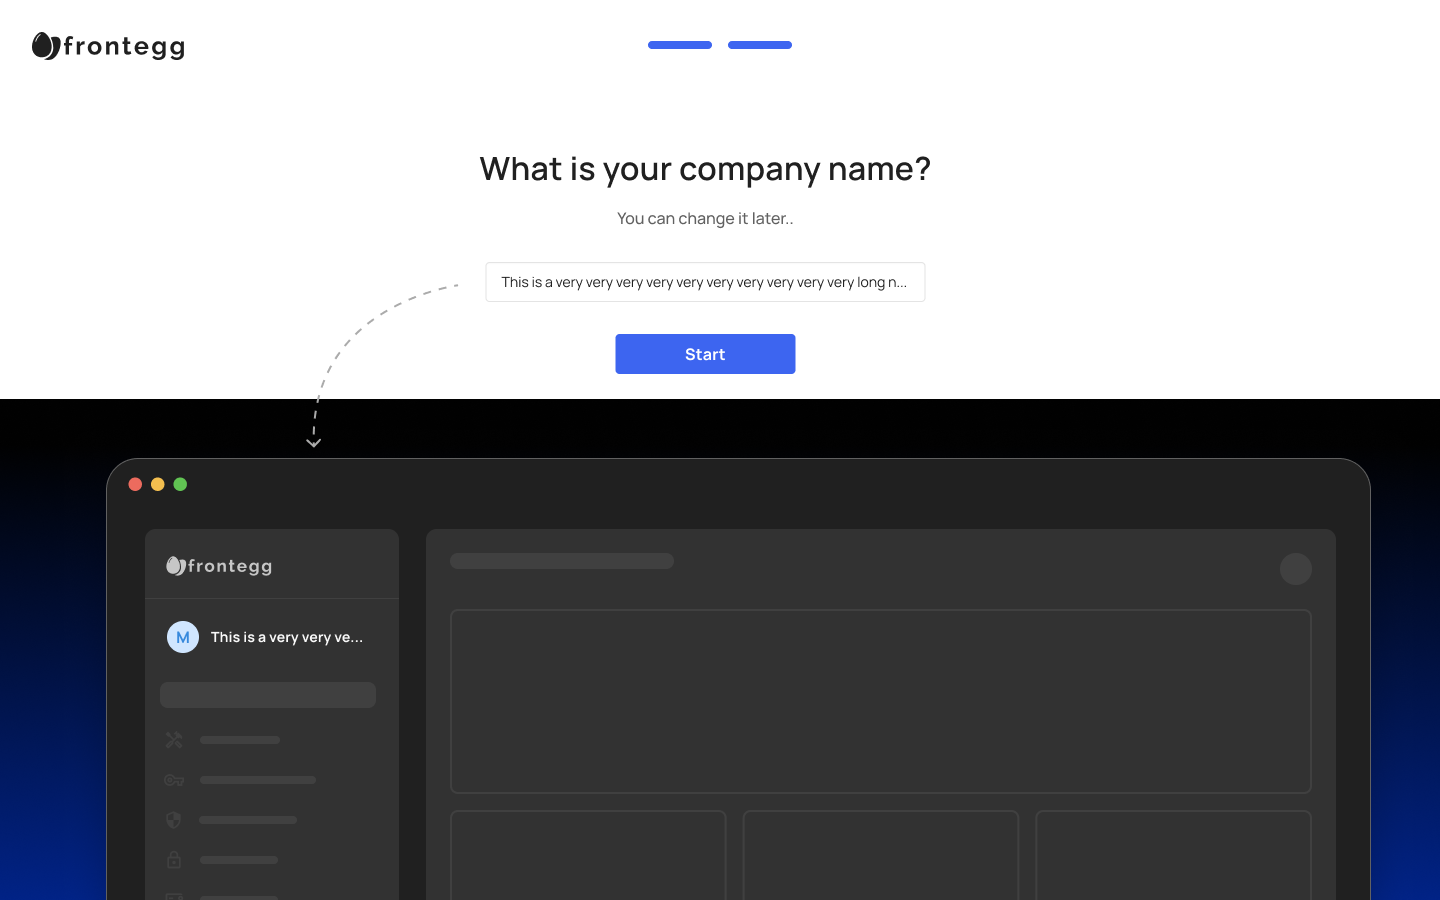 frontegg
What is your company name?
You can change it later..
This is a very very very very very very very very very very long n...
Start
frontegg
M
This is a very very ve...